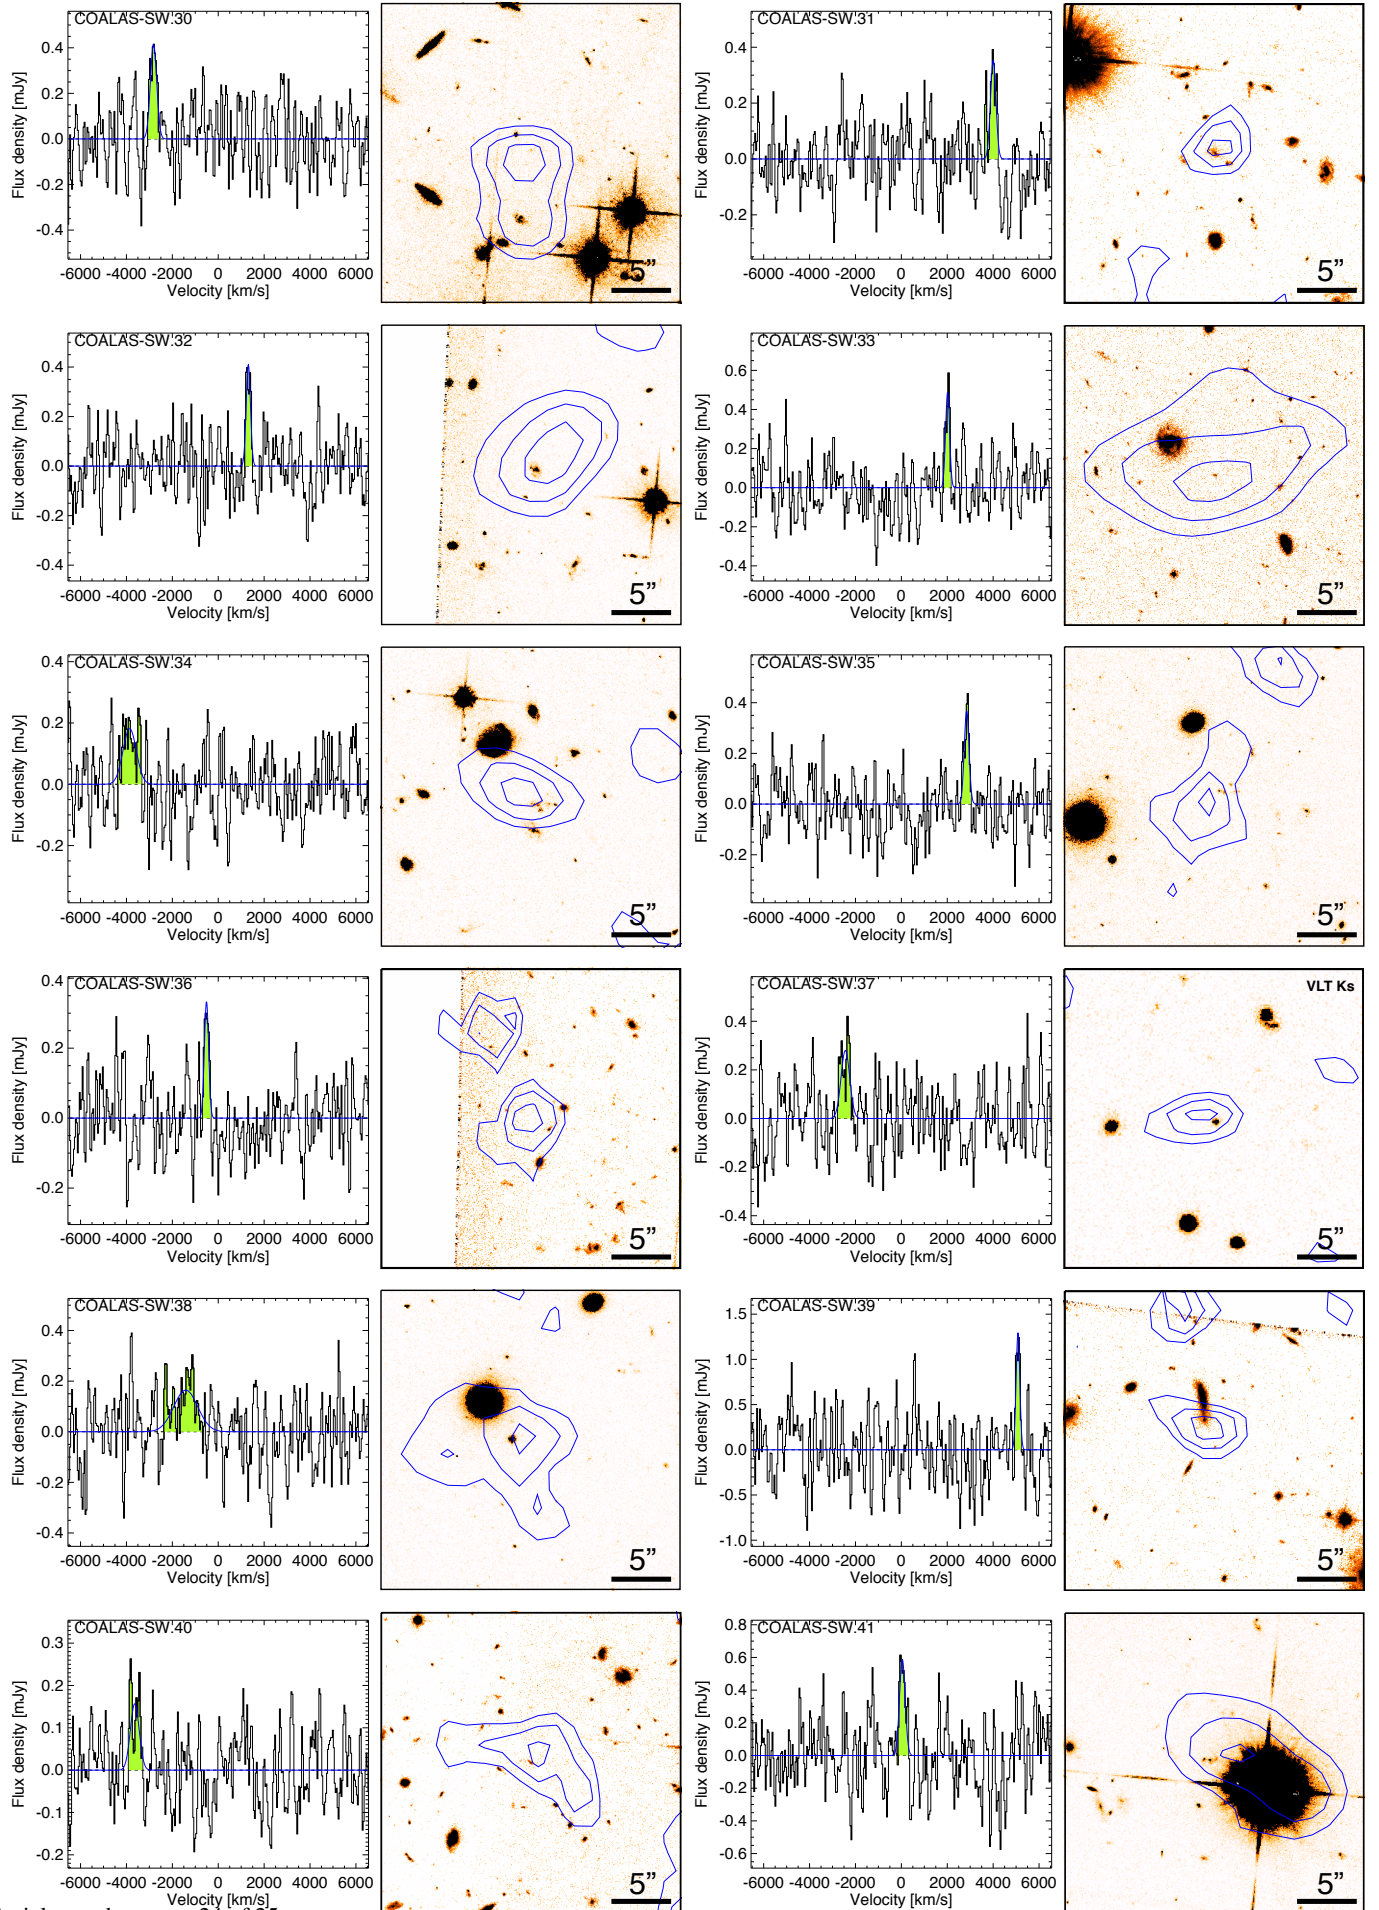 COALAS-SW.30
Flux density [mJy]
0.4
0.2
0.0
-0.2
-0.4
-6000 -4000 -2000 0 2000 4000 6000
Velocity [km/s]
5”
COALAS-SW.31
Flux density [mJy]
0.4
0.2
0.0
-0.2
-6000 -4000 -2000 0 2000 4000 6000
Velocity [km/s]
5”
COALAS-SW.32
Flux density [mJy]
0.4
0.2
0.0
-0.2
-0.4
-6000 -4000 -2000 0 2000 4000 6000
Velocity [km/s]
5”
COALAS-SW.33
Flux density [mJy]
0.6
0.4
0.2
0.0
-0.2
-0.4
-6000 -4000 -2000 0 2000 4000 6000
Velocity [km/s]
5”
COALAS-SW.34
Flux density [mJy]
0.4
0.2
0.0
-0.2
-6000 -4000 -2000 0 2000 4000 6000
Velocity [km/s]
5”
COALAS-SW.35
Flux density [mJy]
0.4
0.2
0.0
-0.2
-6000 -4000 -2000 0 2000 4000 6000
Velocity [km/s]
5”
COALAS-SW.36
Flux density [mJy]
0.4
0.2
0.0
-0.2
-6000 -4000 -2000 0 2000 4000 6000
Velocity [km/s]
5”
COALAS-SW.37
Flux density [mJy]
0.4
0.2
0.0
-0.2
-0.4
-6000 -4000 -2000 0 2000 4000 6000
Velocity [km/s]
VLT Ks
5”
COALAS-SW.38
Flux density [mJy]
0.4
0.2
0.0
-0.2
-0.4
-6000 -4000 -2000 0 2000 4000 6000
Velocity [km/s]
5”
COALAS-SW.39
Flux density [mJy]
1.5
1.0
0.5
0.0
-0.5
-1.0
-6000 -4000 -2000 0 2000 4000 6000
Velocity [km/s]
5”
COALAS-SW.40
Flux density [mJy]
0.3
0.2
0.1
0.0
-0.1
-0.2
-6000 -4000 -2000 0 2000 4000 6000
Velocity [km/s]
5”
COALAS-SW.41
Flux density [mJy]
0.8
0.6
0.4
0.2
0.0
-0.2
-0.4
-0.6
-6000 -4000 -2000 0 2000 4000 6000
Velocity [km/s]
5”